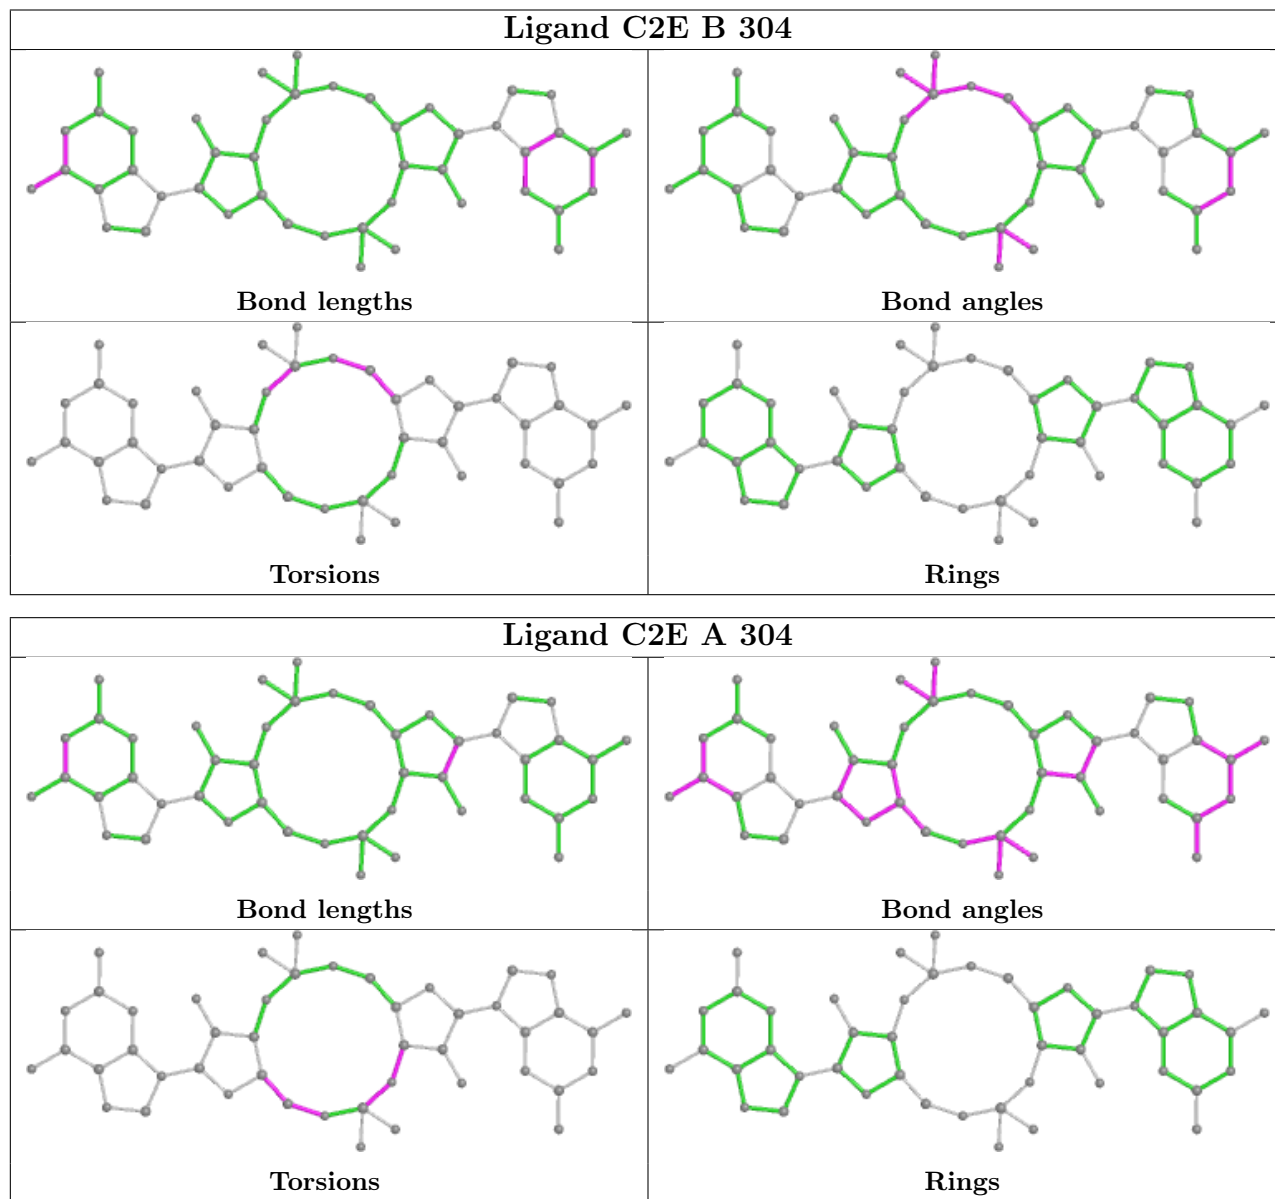 Ligand C2E B 304
Bond lengths
Bond angles
Torsions
Rings
Ligand C2E A 304
Bond lengths
Bond angles
Torsions
Rings